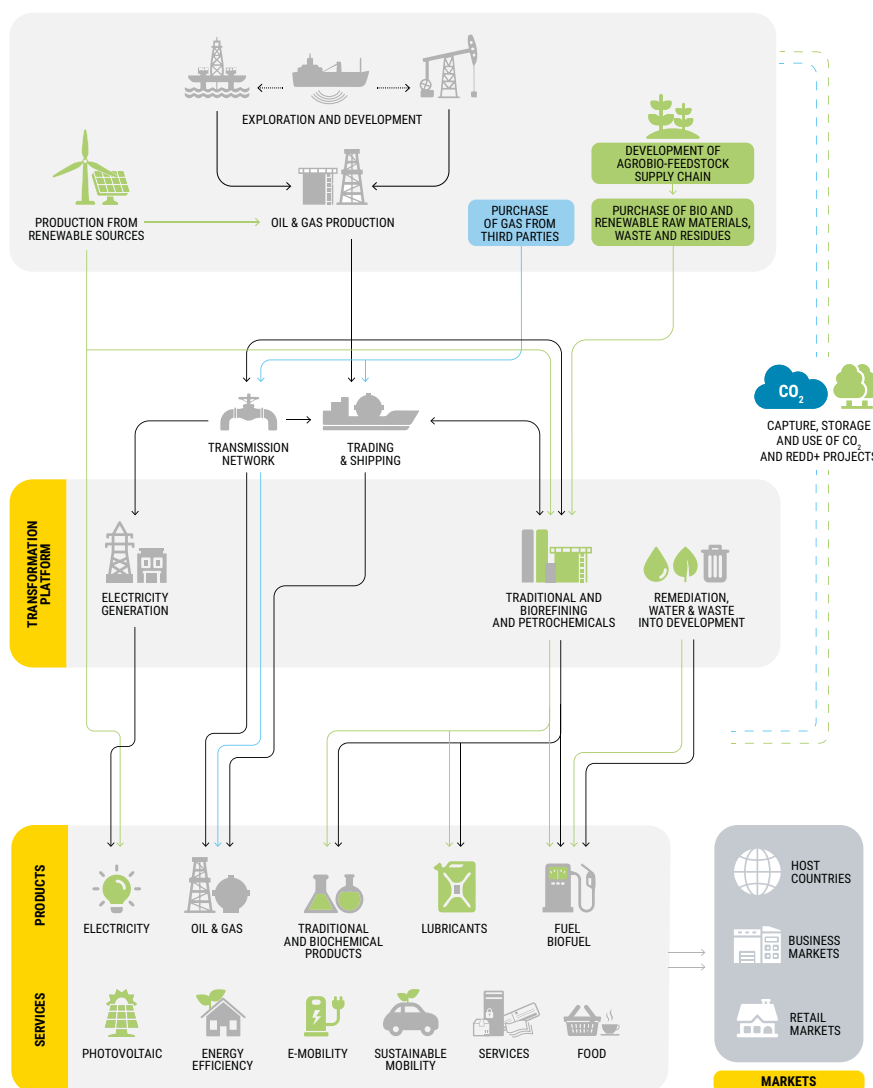 EXPLORATION AND DEVELOPMENT
DEVELOPMENT OF
AGROBIO-FEEDSTOCK
SUPPLY CHAIN
PRODUCTION FROM
RENEWABLE SOURCES
OIL & GAS PRODUCTION
PURCHASE
OF GAS FROM
THIRD PARTIES
PURCHASE OF BIO AND
RENEWABLE RAW MATERIALS,
WASTE AND RESIDUES
CO2
CAPTURE, STORAGE
AND USE OF CO2
AND REDD+ PROJECTS
TRANSMISSION
NETWORK
TRADING
& SHIPPING
TRANSFORMATION
PLATFORM
ELECTRICITY
GENERATION
TRADITIONAL AND
BIOREFINING
AND PETROCHEMICALS
REMEDIATION,
WATER & WASTE
INTO DEVELOPMENT
PRODUCTS
ELECTRICITY
OIL & GAS
TRADITIONAL
AND BIOCHEMICAL
PRODUCTS
LUBRICANTS
FUEL
BIOFUEL
SERVICES
PHOTOVOLTAIC
ENERGY
EFFICIENCY
E-MOBILITY
SUSTAINABLE
MOBILITY
SERVICES
FOOD
HOST
COUNTRIES
BUSINESS
MARKETS
RETAIL
MARKETS
MARKETS